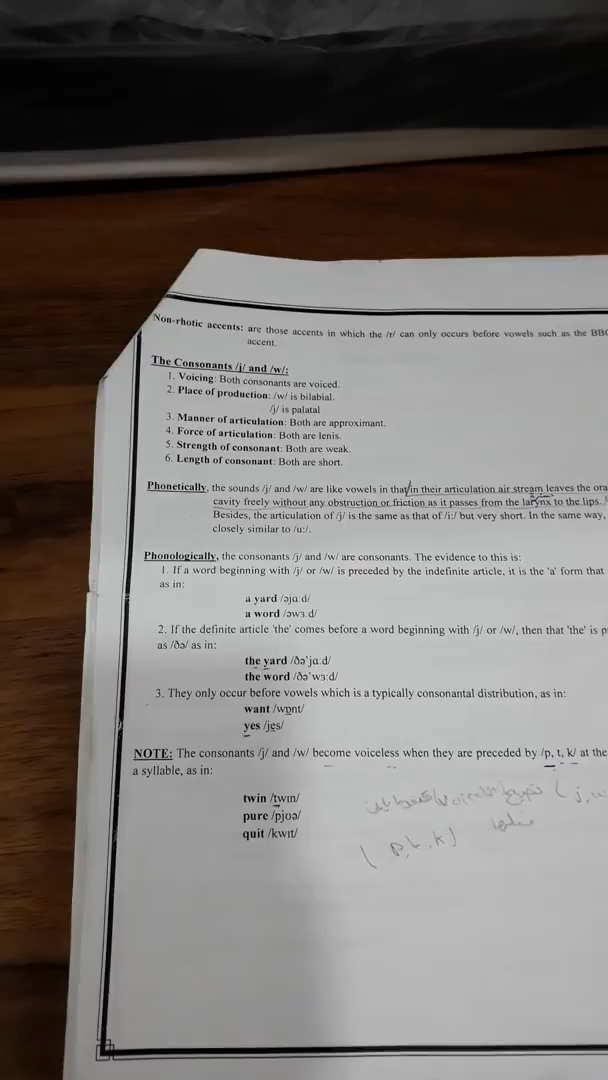 Non-rhotic accents: are those accents in which the /r/ can only occurs before vowels such as the BBC
accent.
The Consonants /j/ and /w/:
1. Voicing: Both consonants are voiced.
2. Place of production: /w/ is bilabial.
/j/ is palatal
3. Manner of articulation: Both are approximant.
4. Force of articulation: Both are lenis.
5. Strength of consonant: Both are weak.
6. Length of consonant: Both are short.
Phonetically, the sounds /j/ and /w/ are like vowels in that in their articulation air stream leaves the ora
cavity freely without any obstruction or friction as it passes from the larynx to the lips.
Besides, the articulation of /j/ is the same as that of /i:/ but very short. In the same way,
closely similar to /u:/.
Phonologically, the consonants /j/ and /w/ are consonants. The evidence to this is:
1. If a word beginning with /j/ or /w/ is preceded by the indefinite article, it is the 'a' form that
as in:
a yard /əjɑ:d/
a word /əwɜ:d/
2. If the definite article 'the' comes before a word beginning with /j/ or /w/, then that 'the' is p
as /ðə/ as in:
the yard /ðə'jɑ:d/
the word /ðə'wɜ:d/
3. They only occur before vowels which is a typically consonantal distribution, as in:
want /wɒnt/
yes /jes/
NOTE: The consonants /j/ and /w/ become voiceless when they are preceded by /p, t, k/ at the
a syllable, as in:
twin /twɪn/
pure /pjʊə/
quit /kwɪt/
(j, w
(p, t, k)